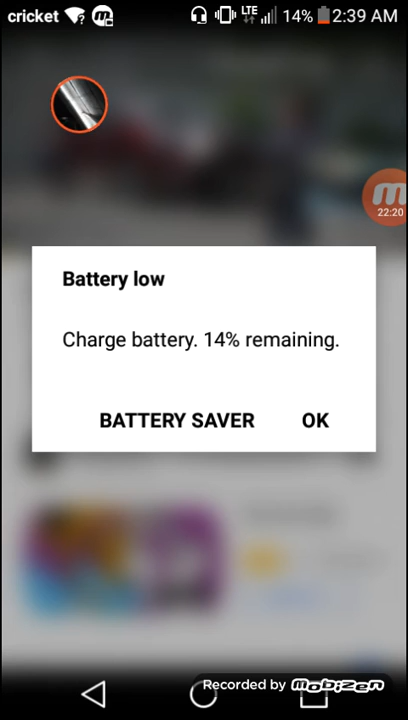 cricket LTE 14% 2:39 AM
22:20
Battery low
Charge battery. 14% remaining.
BATTERY SAVER OK
Recorded by MobiZen